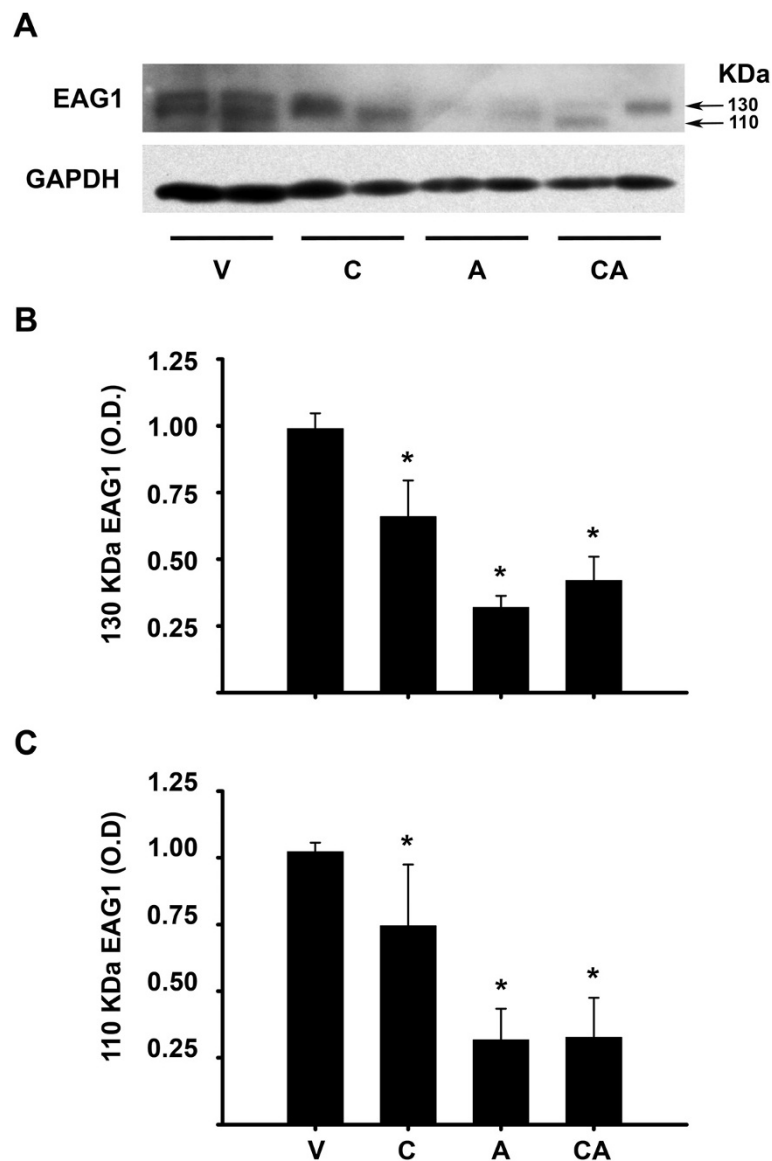 A
KDa
EAG1
130
110
GAPDH
V C A CA
B
1.25
1.00
0.75
0.50
0.25
130 KDa EAG1 (O.D.)
*
*
*
C
1.25
1.00
0.75
0.50
0.25
110 KDa EAG1 (O.D)
*
*
*
V C A CA